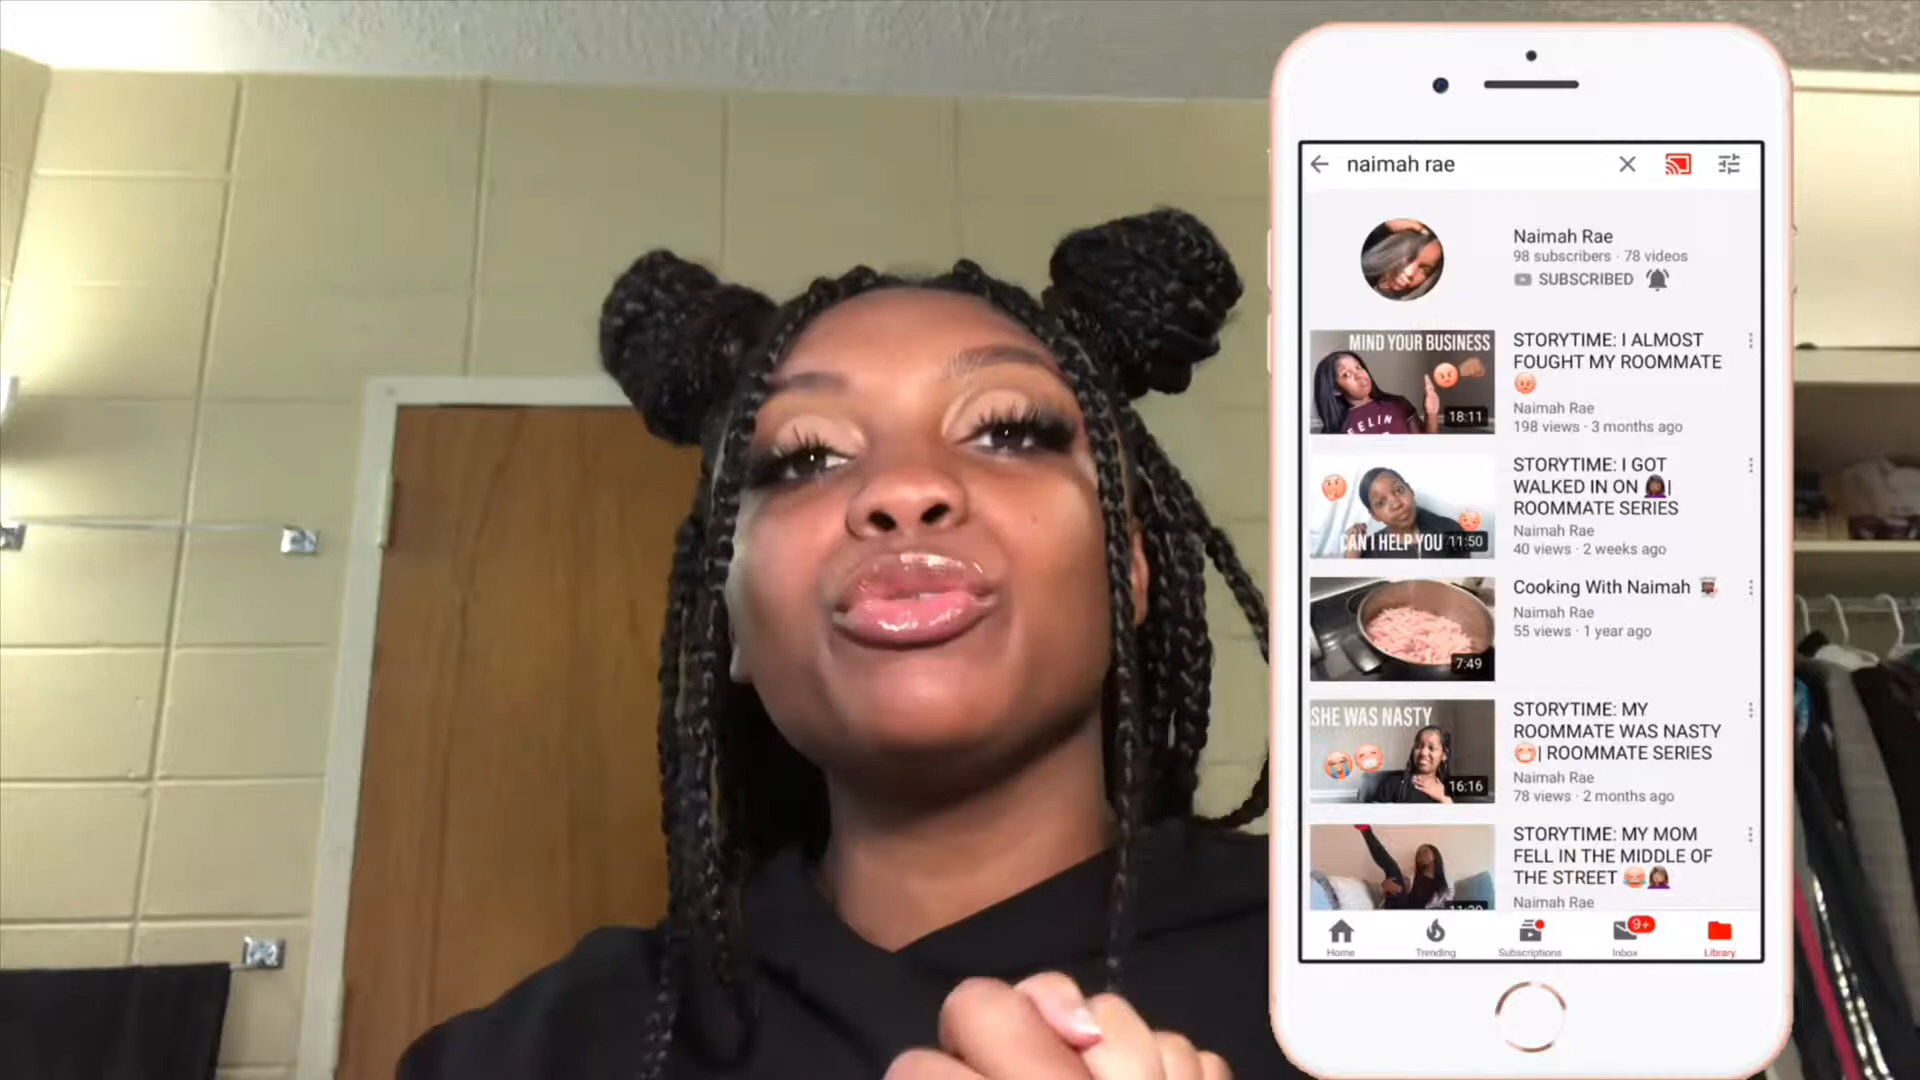 naimah rae
Naimah Rae
98 subscribers · 78 videos
SUBSCRIBED
MIND YOUR BUSINESS
FEELIN
18:11
STORYTIME: I ALMOST
FOUGHT MY ROOMMATE
😡
Naimah Rae
198 views · 3 months ago
CAN I HELP YOU
11:50
STORYTIME: I GOT
WALKED IN ON 🤦🏾‍♀️|
ROOMMATE SERIES
Naimah Rae
40 views · 2 weeks ago
7:49
Cooking With Naimah
Naimah Rae
55 views · 1 year ago
SHE WAS NASTY
16:16
STORYTIME: MY
ROOMMATE WAS NASTY
😷| ROOMMATE SERIES
Naimah Rae
78 views · 2 months ago
STORYTIME: MY MOM
FELL IN THE MIDDLE OF
THE STREET 😂🤦🏾‍♀️
Naimah Rae
Home
Trending
Subscriptions
9+
Inbox
Library